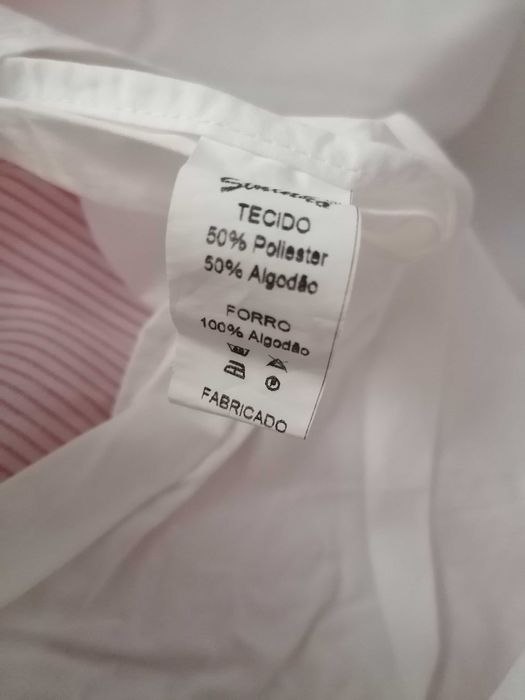 TECIDO
50% Poliester
50% Algodão
FORRO
100% Algodão
FABRICADO